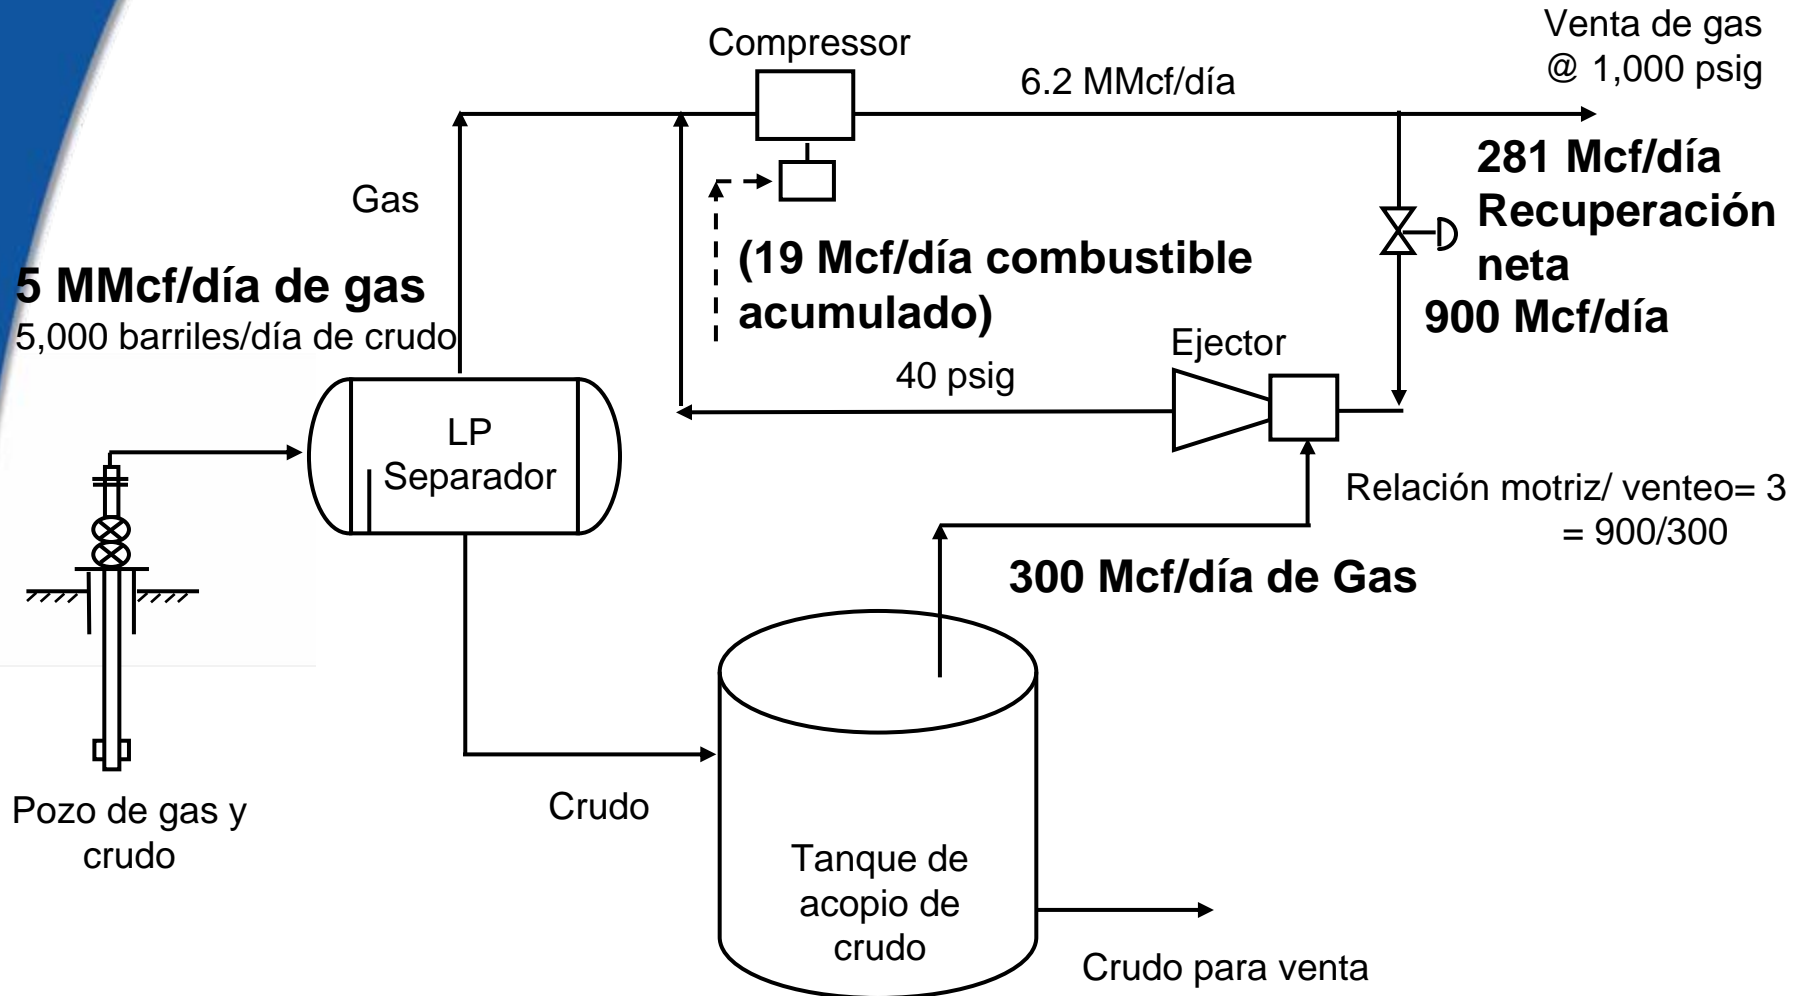 Compressor
Venta de gas
@ 1,000 psig
6.2 MMcf/día
281 Mcf/día
Recuperación
neta
900 Mcf/día
Gas
(19 Mcf/día combustible
acumulado)
5 MMcf/día de gas
5,000 barriles/día de crudo
Ejector
40 psig
LP
Separador
Relación motriz/ venteo= 3
= 900/300
300 Mcf/día de Gas
Pozo de gas y
crudo
Crudo
Tanque de
acopio de
crudo
Crudo para venta